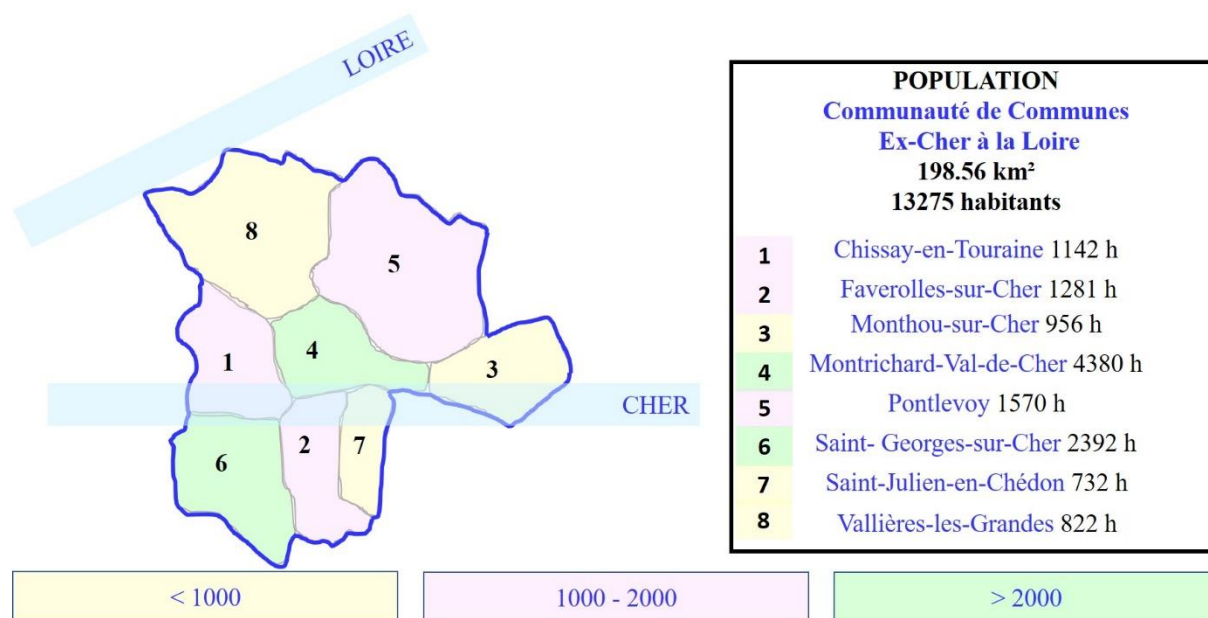 LOIRE
8
5
4
1
3
CHER
2
7
6
POPULATION
Communauté de Communes
Ex-Cher à la Loire
198.56 km²
13275 habitants
1 Chissay-en-Touraine 1142 h
2 Faverolles-sur-Cher 1281 h
3 Monthou-sur-Cher 956 h
4 Montrichard-Val-de-Cher 4380 h
5 Pontlevoy 1570 h
6 Saint- Georges-sur-Cher 2392 h
7 Saint-Julien-en-Chédon 732 h
8 Vallières-les-Grandes 822 h
< 1000
1000 - 2000
> 2000